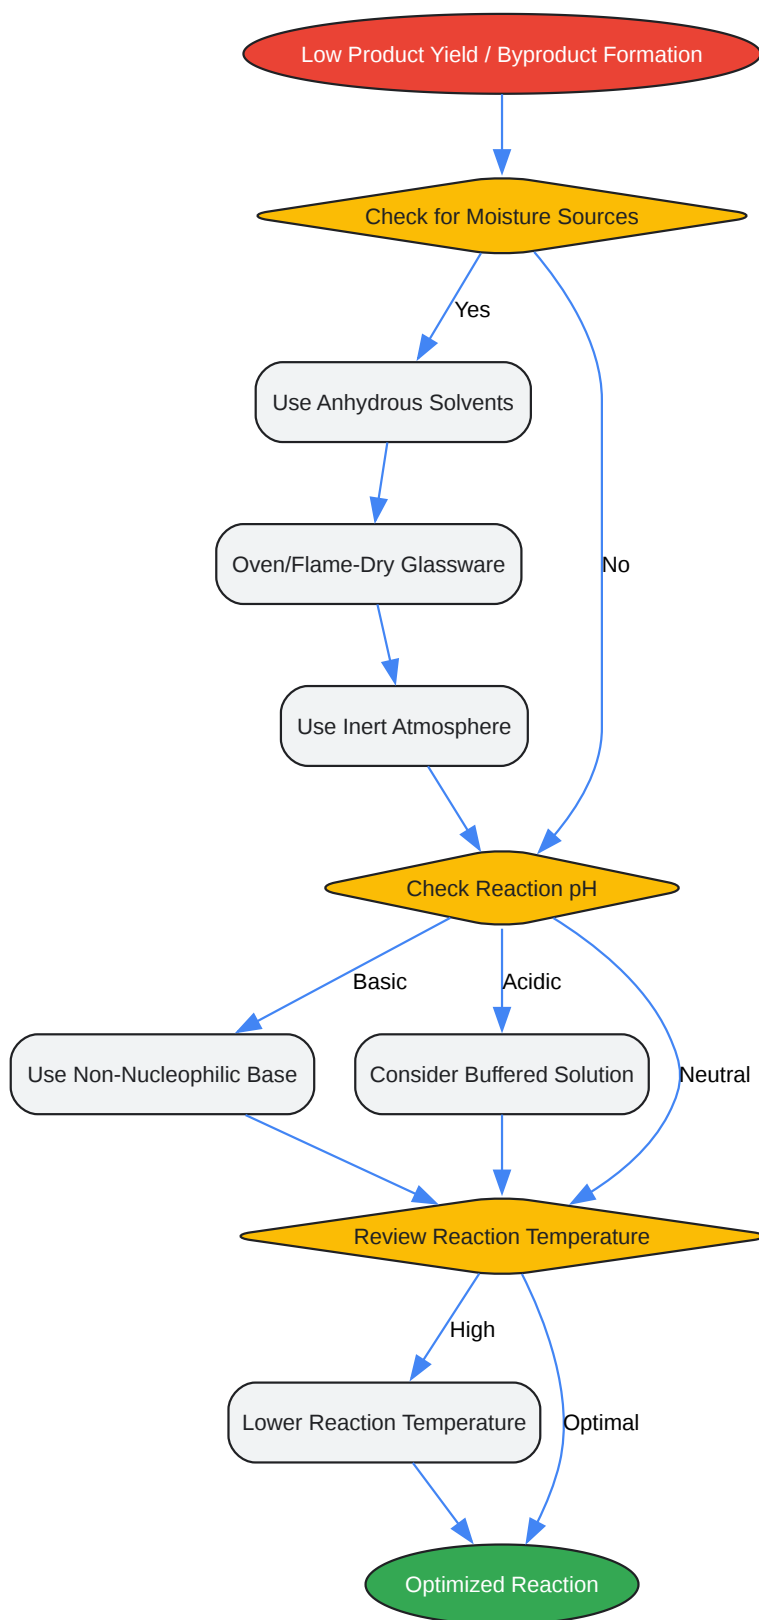 Low Product Yield / Byproduct Formation
Check for Moisture Sources
Yes
Use Anhydrous Solvents
Oven/Flame-Dry Glassware
No
Use Inert Atmosphere
Check Reaction pH
Basic
Acidic
Use Non-Nucleophilic Base
Consider Buffered Solution
Neutral
Review Reaction Temperature
High
Lower Reaction Temperature
Optimal
Optimized Reaction